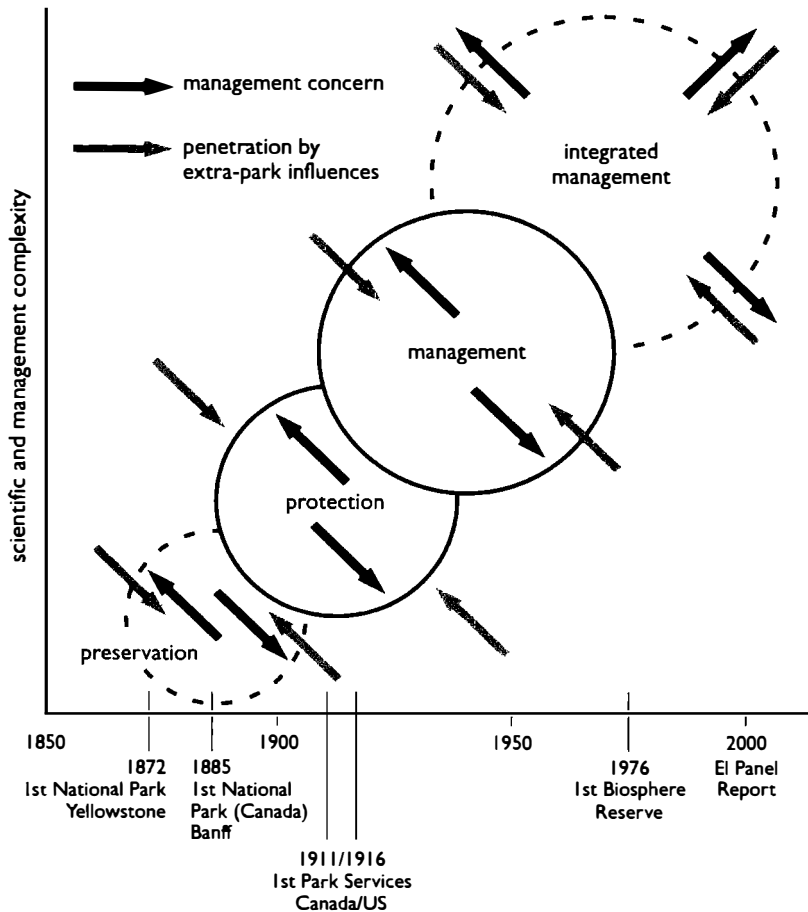 management concern
penetration by
extra-park influences
scientific and management complexity
integrated
management
management
protection
preservation
1850
1900
1950
2000
1872
1st National Park
Yellowstone
1885
1st National
Park (Canada)
Banff
1911/1916
1st Park Services
Canada/US
1976
1st Biosphere
Reserve
EI Panel
Report